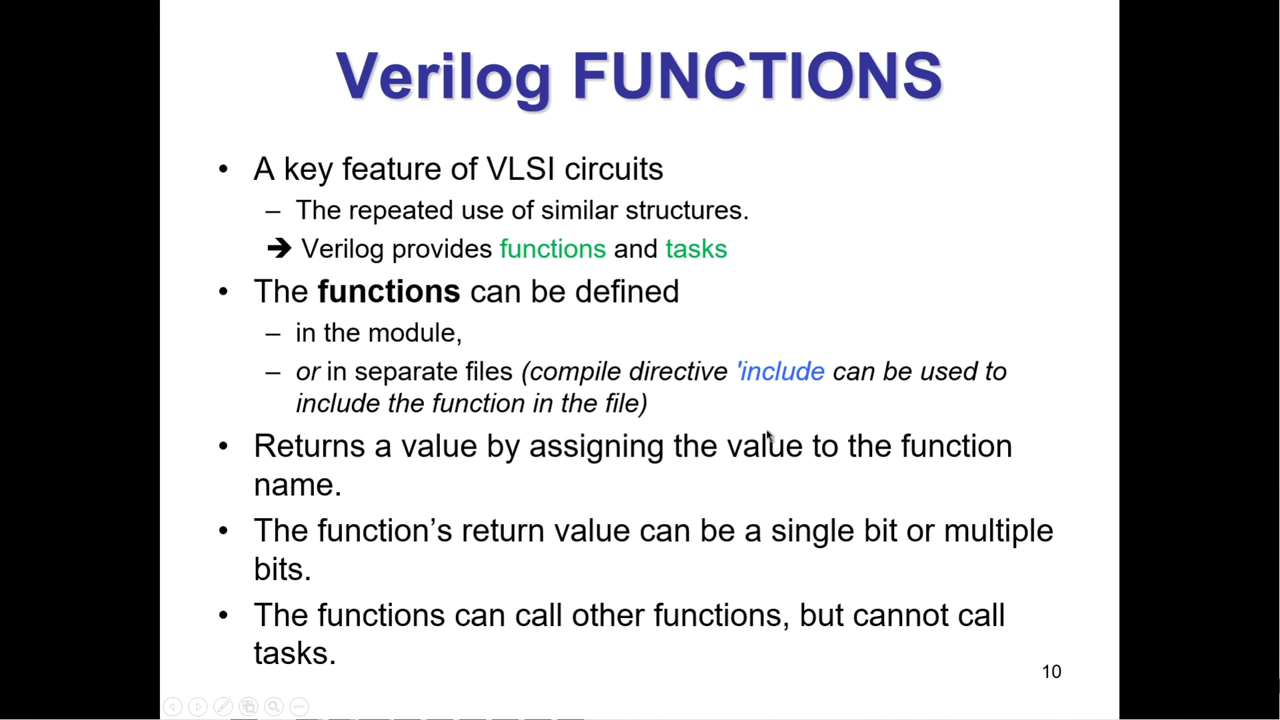 Verilog FUNCTIONS
• A key feature of VLSI circuits
– The repeated use of similar structures.
➔ Verilog provides functions and tasks
• The functions can be defined
– in the module,
– or in separate files (compile directive 'include can be used to
include the function in the file)
• Returns a value by assigning the value to the function
name.
• The function’s return value can be a single bit or multiple
bits.
• The functions can call other functions, but cannot call
tasks.
10